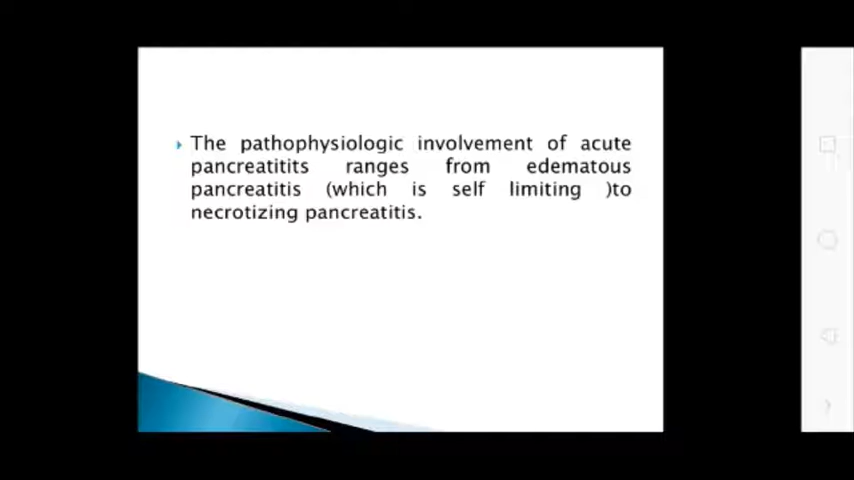 The pathophysiologic involvement of acute
pancreatitits ranges from edematous
pancreatitis (which is self limiting )to
necrotizing pancreatitis.